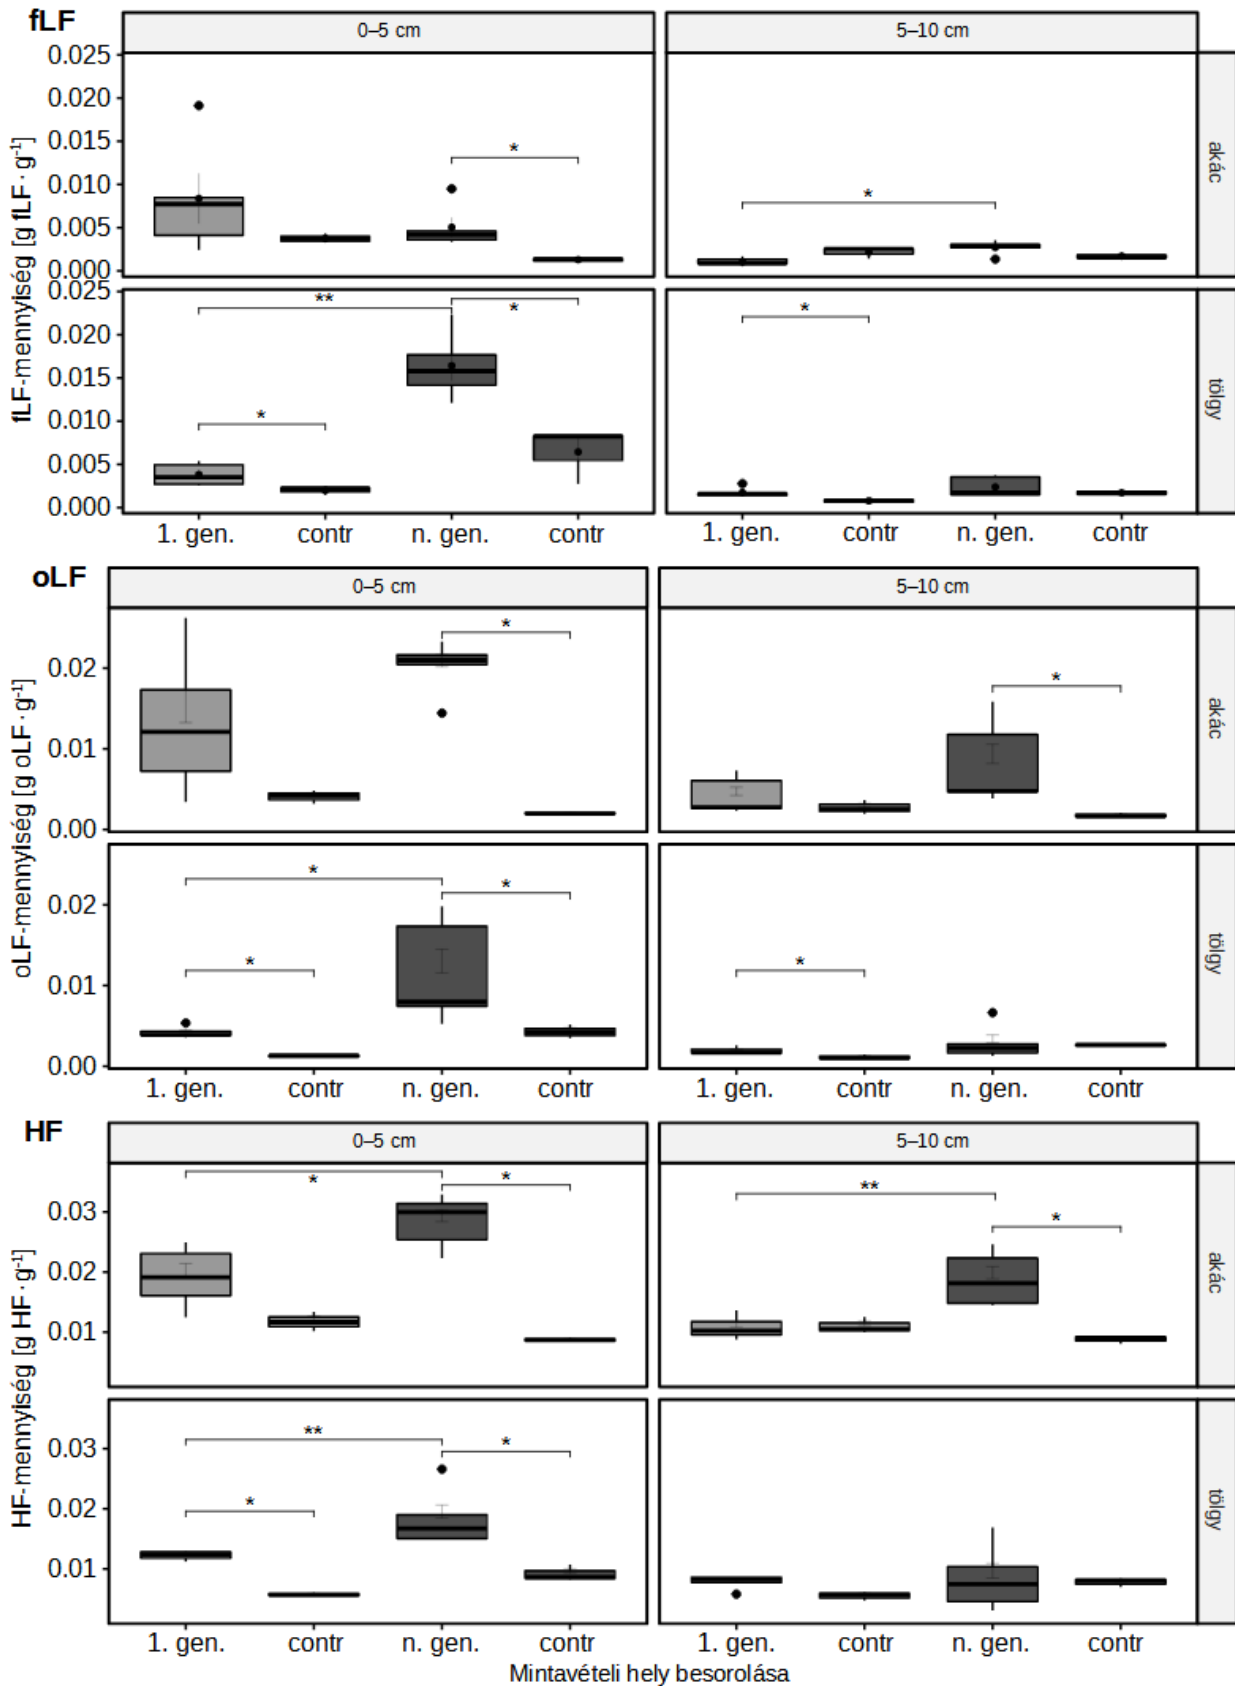 fLF
0–5 cm
5–10 cm
fLF-mennyiség [g fLF · g⁻¹]
0.025
0.020
0.015
0.010
0.005
0.000
*
*
akác
0.025
0.020
0.015
0.010
0.005
0.000
**
*
*
*
tölgy
1. gen.
contr
n. gen.
contr
1. gen.
contr
n. gen.
contr
oLF
0–5 cm
5–10 cm
oLF-mennyiség [g oLF · g⁻¹]
0.02
0.01
0.00
*
*
akác
0.02
0.01
0.00
*
*
*
*
tölgy
1. gen.
contr
n. gen.
contr
1. gen.
contr
n. gen.
contr
HF
0–5 cm
5–10 cm
HF-mennyiség [g HF · g⁻¹]
0.03
0.02
0.01
*
*
**
*
akác
0.03
0.02
0.01
**
*
*
tölgy
1. gen.
contr
n. gen.
contr
1. gen.
contr
n. gen.
contr
Mintavételi hely besorolása